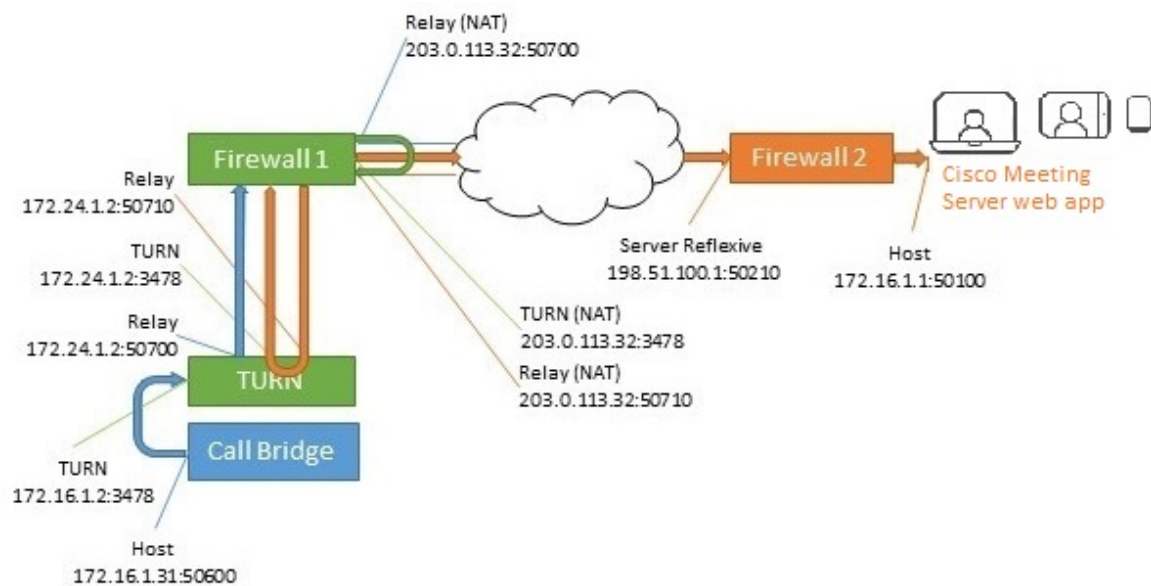 Relay (NAT)
203.0.113.32:50700
Firewall 1
Firewall 2
Cisco Meeting
Server web app
Relay
172.24.1.2:50710
TURN
172.24.1.2:3478
Relay
172.24.1.2:50700
Server Reflexive
198.51.100.1:50210
Host
172.16.1.1:50100
TURN (NAT)
203.0.113.32:3478
Relay (NAT)
203.0.113.32:50710
TURN
Call Bridge
TURN
172.16.1.2:3478
Host
172.16.1.31:50600